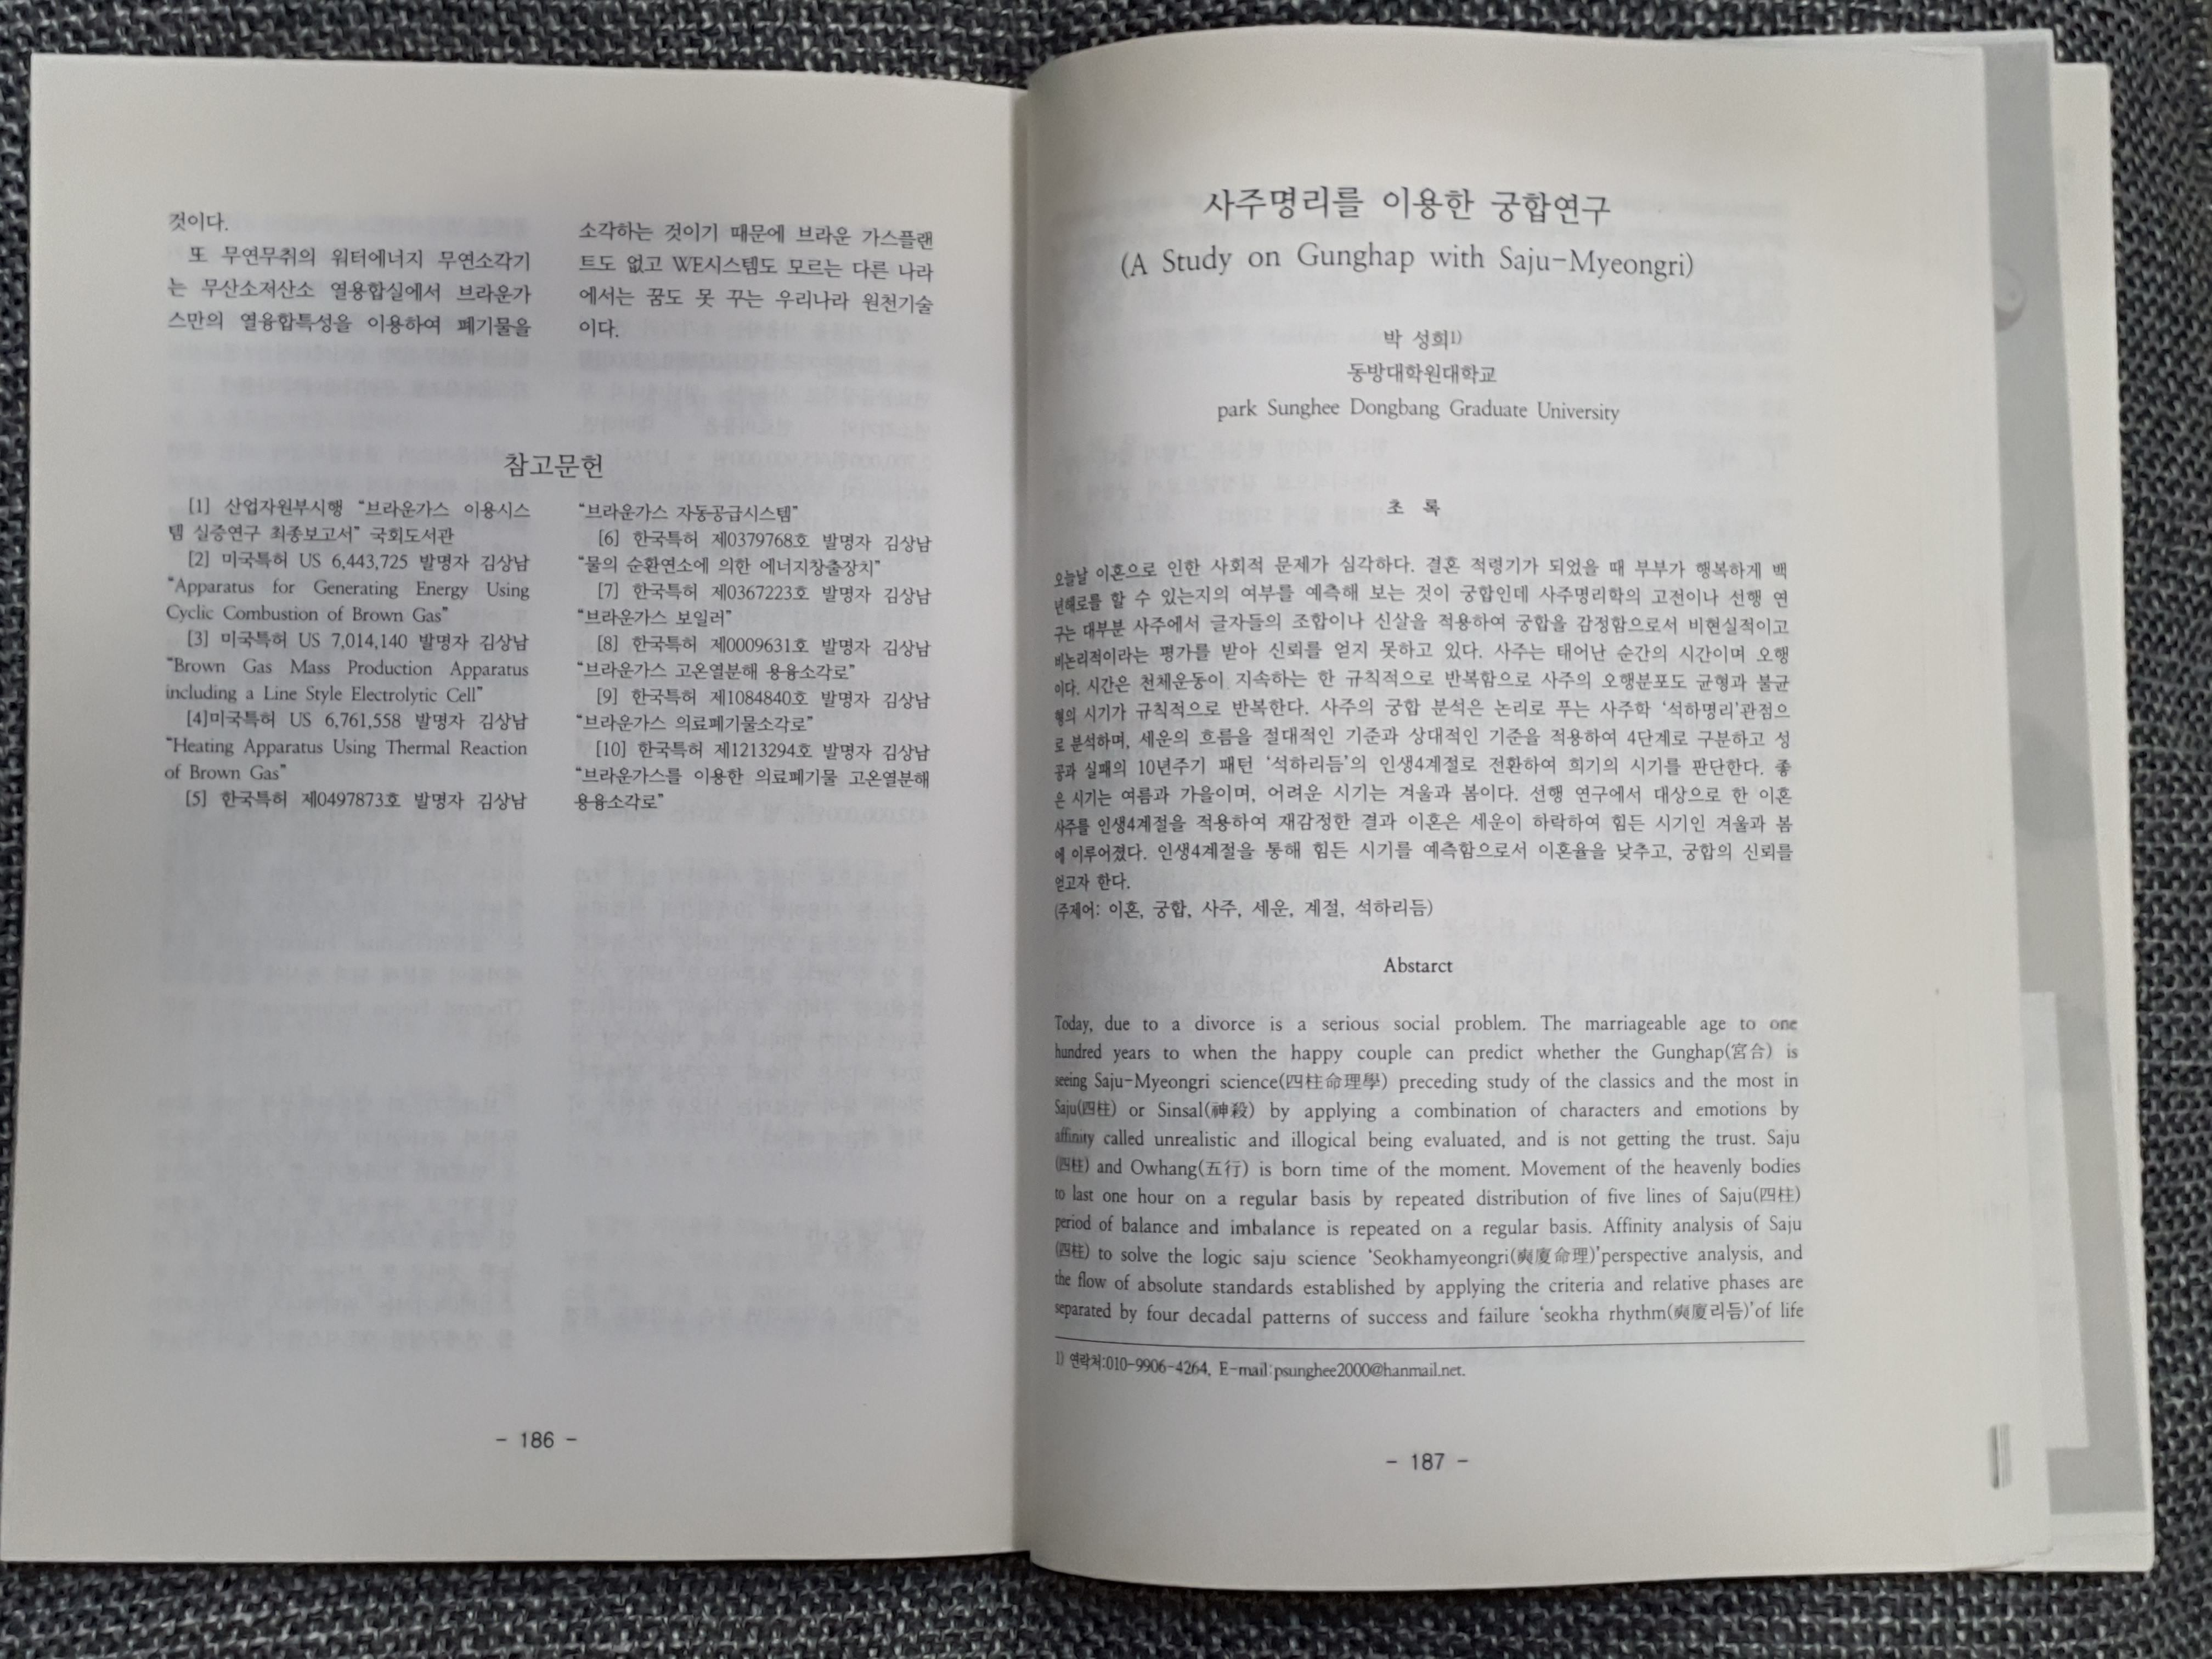 것이다.
또 무연무취의 워터에너지 무연소각기
는 무산소저산소 열용합실에서 브라운가
스만의 열융합특성을 이용하여 폐기물을
소각하는 것이기 때문에 브라운 가스플랜
트도 없고 WE시스템도 모르는 다른 나라
에서는 꿈도 못 꾸는 우리나라 원천기술
이다.
참고문헌
[1] 산업자원부시행 “브라운가스 이용시스
템 실증연구 최종보고서” 국회도서관
[2] 미국특허 US 6,443,725 발명자 김상남
“Apparatus for Generating Energy Using
Cyclic Combustion of Brown Gas”
[3] 미국특허 US 7,014,140 발명자 김상남
“Brown Gas Mass Production Apparatus
including a Line Style Electrolytic Cell”
[4]미국특허 US 6,761,558 발명자 김상남
“Heating Apparatus Using Thermal Reaction
of Brown Gas”
[5] 한국특허 제0497873호 발명자 김상남
“브라운가스 자동공급시스템”
[6] 한국특허 제0379768호 발명자 김상남
“물의 순환연소에 의한 에너지창출장치”
[7] 한국특허 제0367223호 발명자 김상남
“브라운가스 보일러”
[8] 한국특허 제0009631호 발명자 김상남
“브라운가스 고온열분해 용융소각로”
[9] 한국특허 제1084840호 발명자 김상남
“브라운가스 의료폐기물소각로”
[10] 한국특허 제1213294호 발명자 김상남
“브라운가스를 이용한 의료폐기물 고온열분해
용융소각로”
- 186 -
사주명리를 이용한 궁합연구
(A Study on Gunghap with Saju-Myeongri)
박 성희1)
동방대학원대학교
park Sunghee Dongbang Graduate University
초 록
오늘날 이혼으로 인한 사회적 문제가 심각하다. 결혼 적령기가 되었을 때 부부가 행복하게 백
년해로를 할 수 있는지의 여부를 예측해 보는 것이 궁합인데 사주명리학의 고전이나 선행 연
구는 대부분 사주에서 글자들의 조합이나 신살을 적용하여 궁합을 감정함으로서 비현실적이고
비논리적이라는 평가를 받아 신뢰를 얻지 못하고 있다. 사주는 태어난 순간의 시간이며 오행
이다. 시간은 천체운동이 지속하는 한 규칙적으로 반복함으로 사주의 오행분포도 균형과 불균
형의 시기가 규칙적으로 반복한다. 사주의 궁합 분석은 논리로 푸는 사주학 ‘석하명리’관점으
로 분석하며, 세운의 흐름을 절대적인 기준과 상대적인 기준을 적용하여 4단계로 구분하고 성
공과 실패의 10년주기 패턴 ‘석하리듬’의 인생4계절로 전환하여 희기의 시기를 판단한다. 좋
은 시기는 여름과 가을이며, 어려운 시기는 겨울과 봄이다. 선행 연구에서 대상으로 한 이혼
사주를 인생4계절을 적용하여 재감정한 결과 이혼은 세운이 하락하여 힘든 시기인 겨울과 봄
에 이루어졌다. 인생4계절을 통해 힘든 시기를 예측함으로서 이혼율을 낮추고, 궁합의 신뢰를
얻고자 한다.
(주제어: 이혼, 궁합, 사주, 세운, 계절, 석하리듬)
Abstarct
Today, due to a divorce is a serious social problem. The marriageable age to one
hundred years to when the happy couple can predict whether the Gunghap(宮合) is
seeing Saju-Myeongri science(四柱命理學) preceding study of the classics and the most in
Saju(四柱) or Sinsal(神殺) by applying a combination of characters and emotions by
affinity called unrealistic and illogical being evaluated, and is not getting the trust. Saju
(四柱) and Owhang(五行) is born time of the moment. Movement of the heavenly bodies
to last one hour on a regular basis by repeated distribution of five lines of Saju(四柱)
period of balance and imbalance is repeated on a regular basis. Affinity analysis of Saju
(四柱) to solve the logic saju science ‘Seokhamyeongri(奭廈命理)’perspective analysis, and
the flow of absolute standards established by applying the criteria and relative phases are
separated by four decadal patterns of success and failure ‘seokha rhythm(奭廈리듬)’of life
1) 연락처:010-9906-4264, E-mail:psunghee2000@hanmail.net.
- 187 -